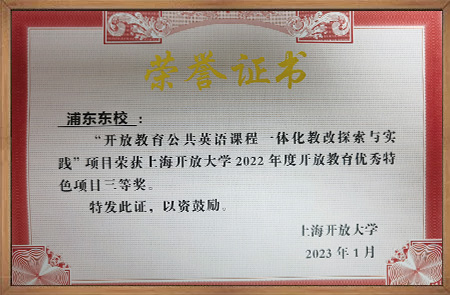 荣誉证书
浦东东校：
“开放教育公共英语课程一体化教改探索与实
践”项目荣获上海开放大学2022年度开放教育优秀特
色项目三等奖。
特发此证，以资鼓励。
上海开放大学
2023年1月